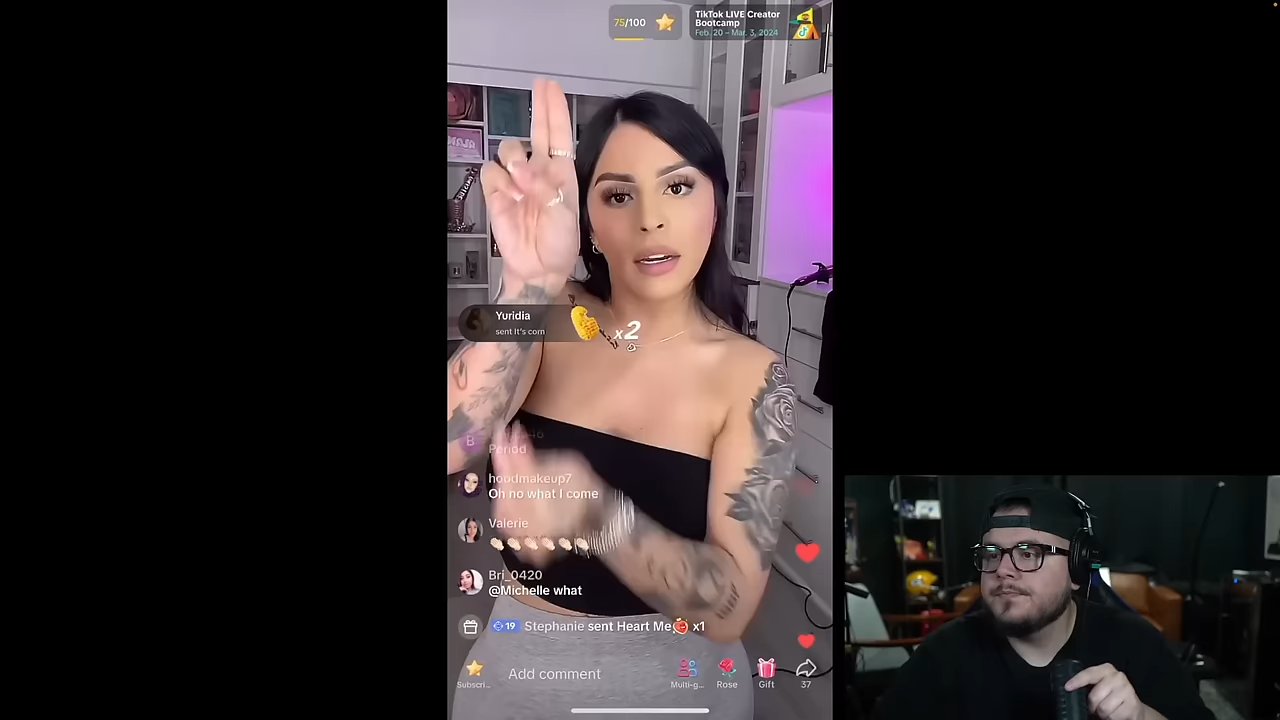 75/100
TikTok LIVE Creator
Bootcamp
Feb. 20 – Mar. 3, 2024
Yuridia
sent It's corn
x2
B
Period
hoodmakeup7
Oh no what I come
Valerie
Bri_0420
@Michelle what
19 Stephanie sent Heart Me x1
Subscri...
Add comment
Multi-g...
Rose
Gift
37